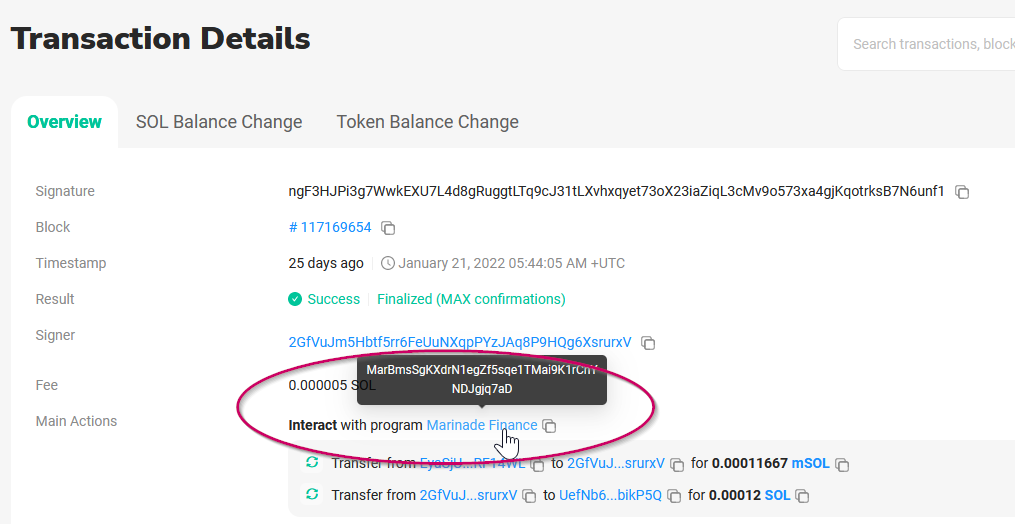 Transaction Details
Search transactions, block
Overview SOL Balance Change Token Balance Change
Signature ngF3HJPi3g7WwkEXU7L4d8gRuggtLTq9cJ31tLXvhxqyet73oX23iaZiqL3cMv9o573xa4gjKqotrksB7N6unf1
Block # 117169654
Timestamp 25 days ago January 21, 2022 05:44:05 AM +UTC
Result Success Finalized (MAX confirmations)
Signer 2GfVuJm5Hbtf5rr6FeUuNXqpPYzJAq8P9HQg6XsrurxV
MarBmsSgKXdrN1egZf5sqe1TMai9K1rChY
NDJgjq7aD
Fee 0.000005 SOL
Main Actions Interact with program Marinade Finance
Transfer from EyaSjU...RF14WL to 2GfVuJ...srurxV for 0.00011667 mSOL
Transfer from 2GfVuJ...srurxV to UefNb6...bikP5Q for 0.00012 SOL